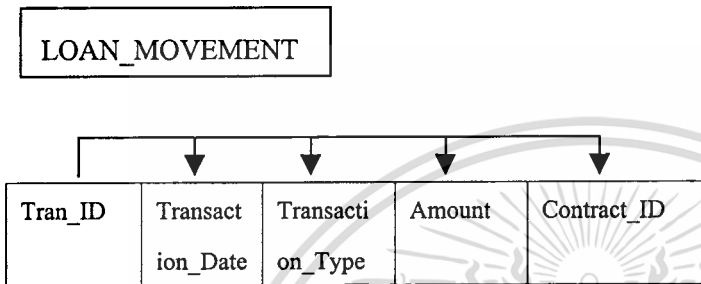 LOAN_MOVEMENT
Tran_ID
Transact
ion_Date
Transacti
on_Type
Amount
Contract_ID